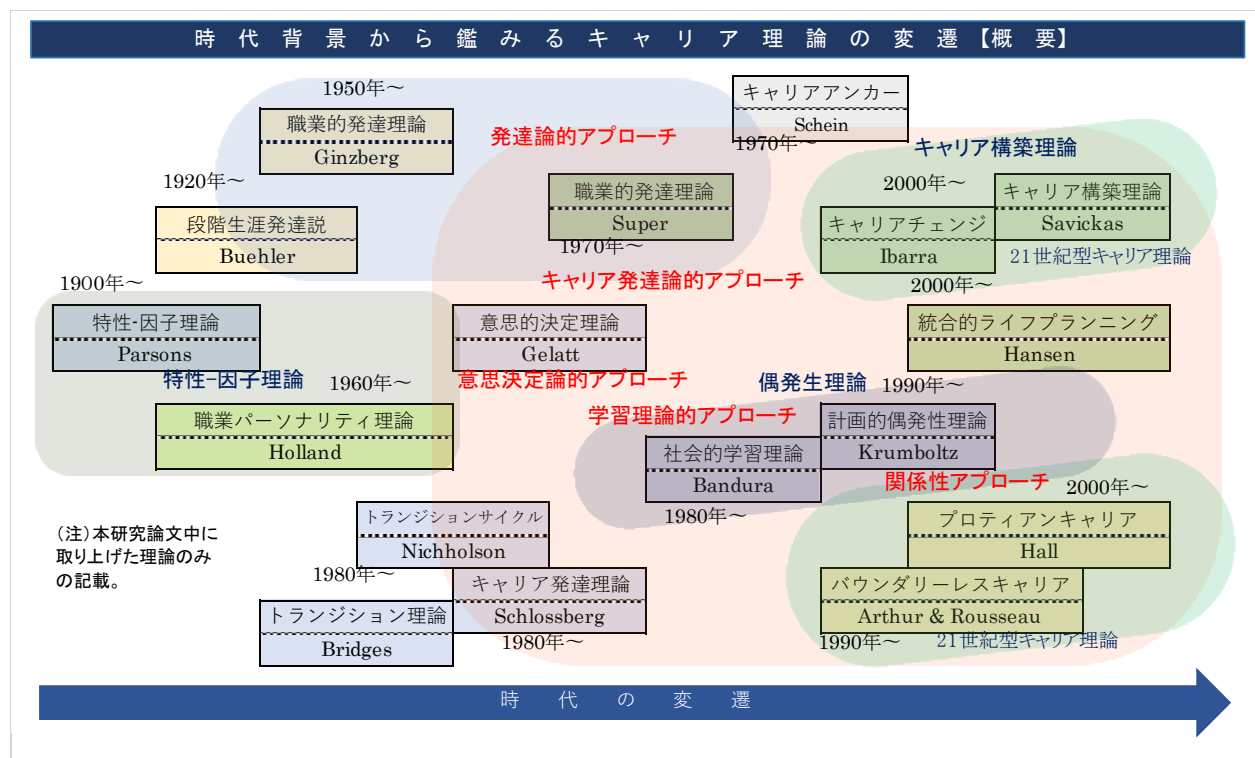 時代背景から鑑みるキャリア理論の変遷【概要】
1950年～
職業的発達理論
Ginzberg
発達論的アプローチ
キャリアアンカー
Schein
1970年～
キャリア構築理論
1920年～
段階生涯発達説
Buehler
職業的発達理論
Super
1970年～
2000年～
キャリア構築理論
Savickas
キャリアチェンジ
Ibarra
21世紀型キャリア理論
キャリア発達論的アプローチ
1900年～
特性-因子理論
Parsons
特性-因子理論
意思的決定理論
Gelatt
意思決定論的アプローチ
2000年～
統合的ライフプランニング
Hansen
1960年～
職業パーソナリティ理論
Holland
偶発生理論
1990年～
学習理論的アプローチ
計画的偶発性理論
Krumboltz
社会的学習理論
Bandura
1980年～
関係性アプローチ
2000年～
プロティアンキャリア
Hall
バウンダリーレスキャリア
Arthur & Rousseau
1990年～
21世紀型キャリア理論
（注）本研究論文中に
取り上げた理論のみ
の記載。
トランジションサイクル
Nichholson
1980年～
キャリア発達理論
Schlossberg
1980年～
トランジション理論
Bridges
時代の変遷